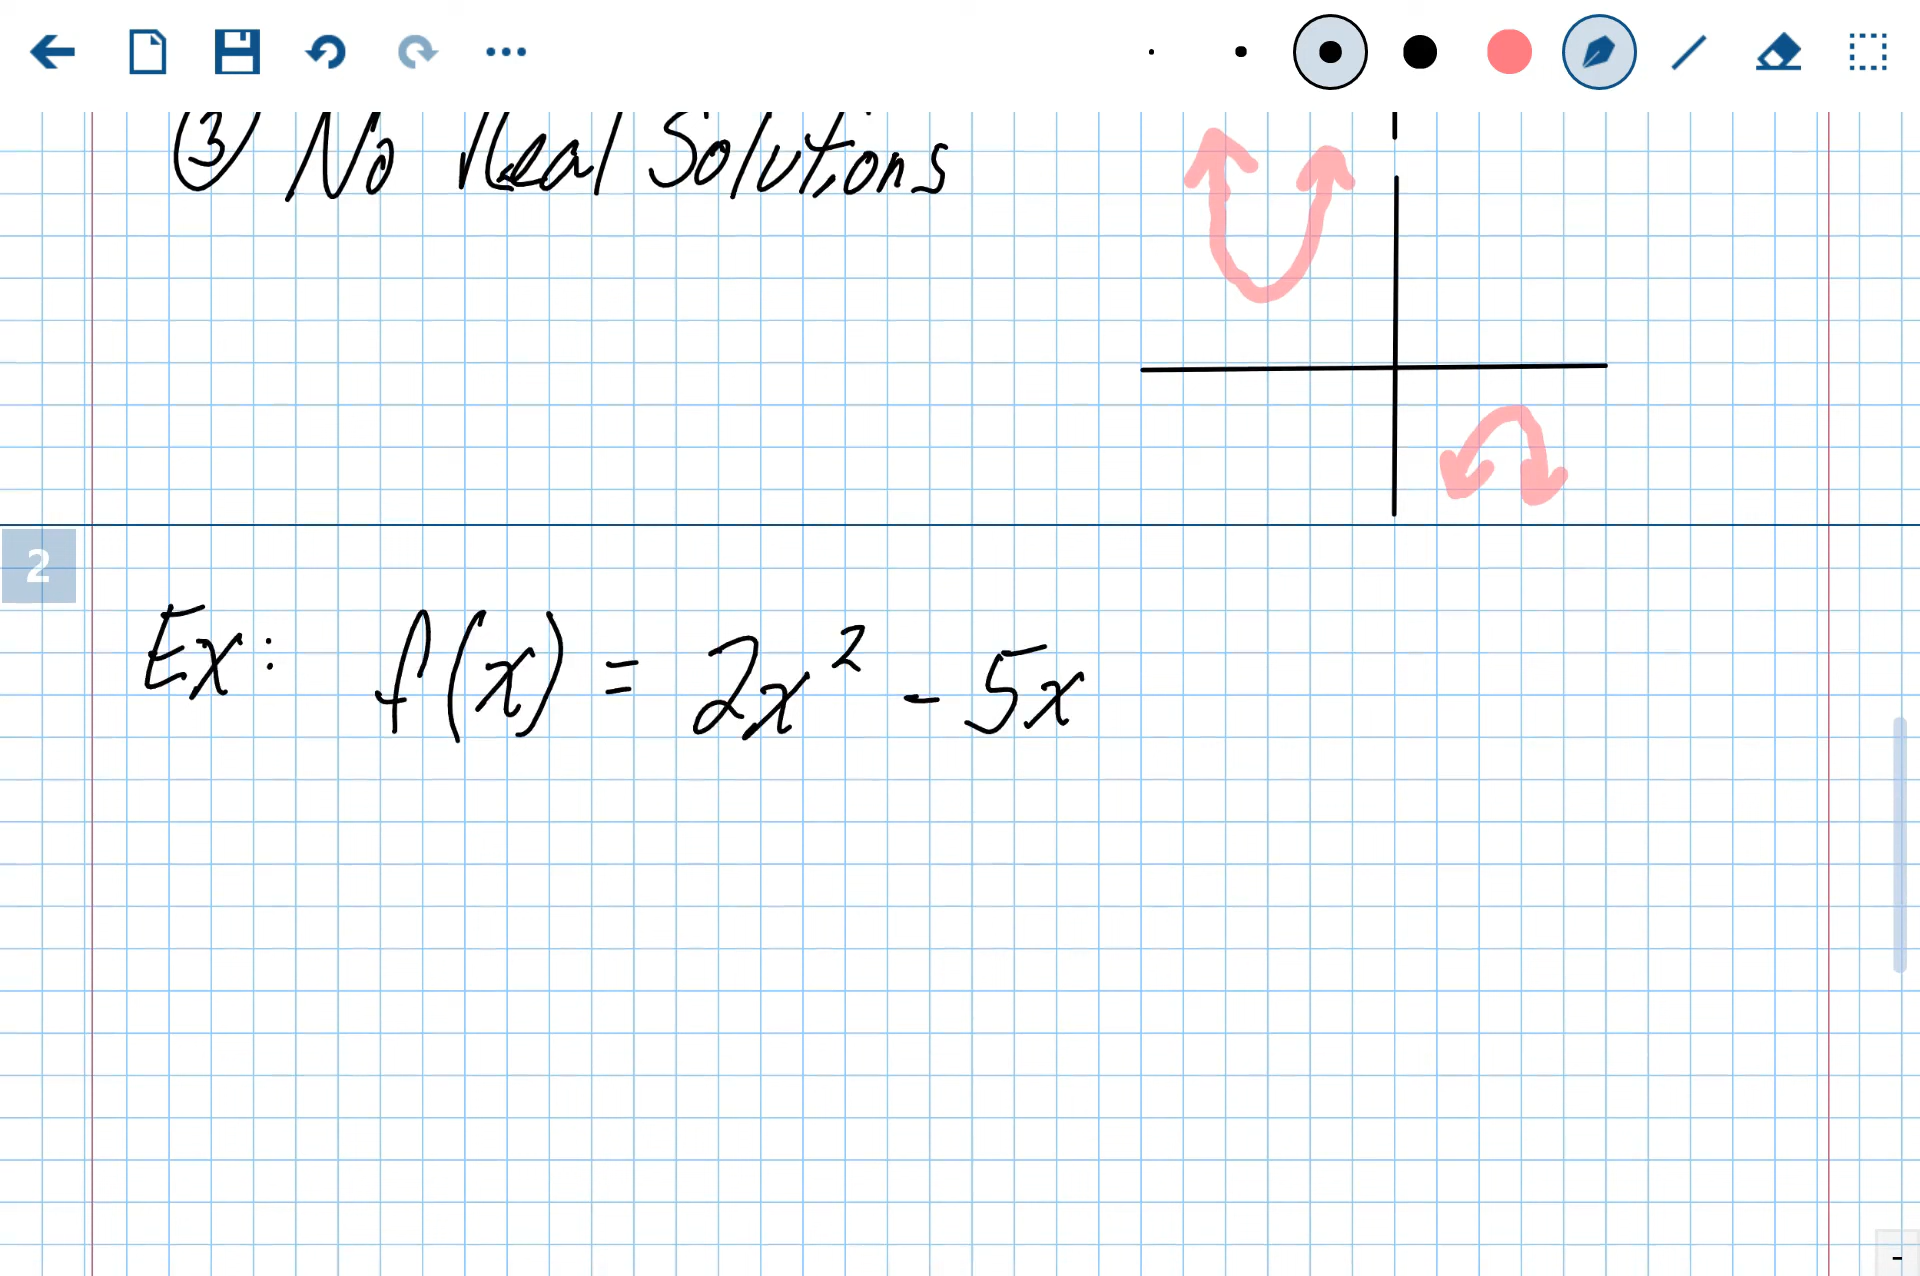 ③ No Real Solutions
2
Ex: f(x) = 2x² - 5x